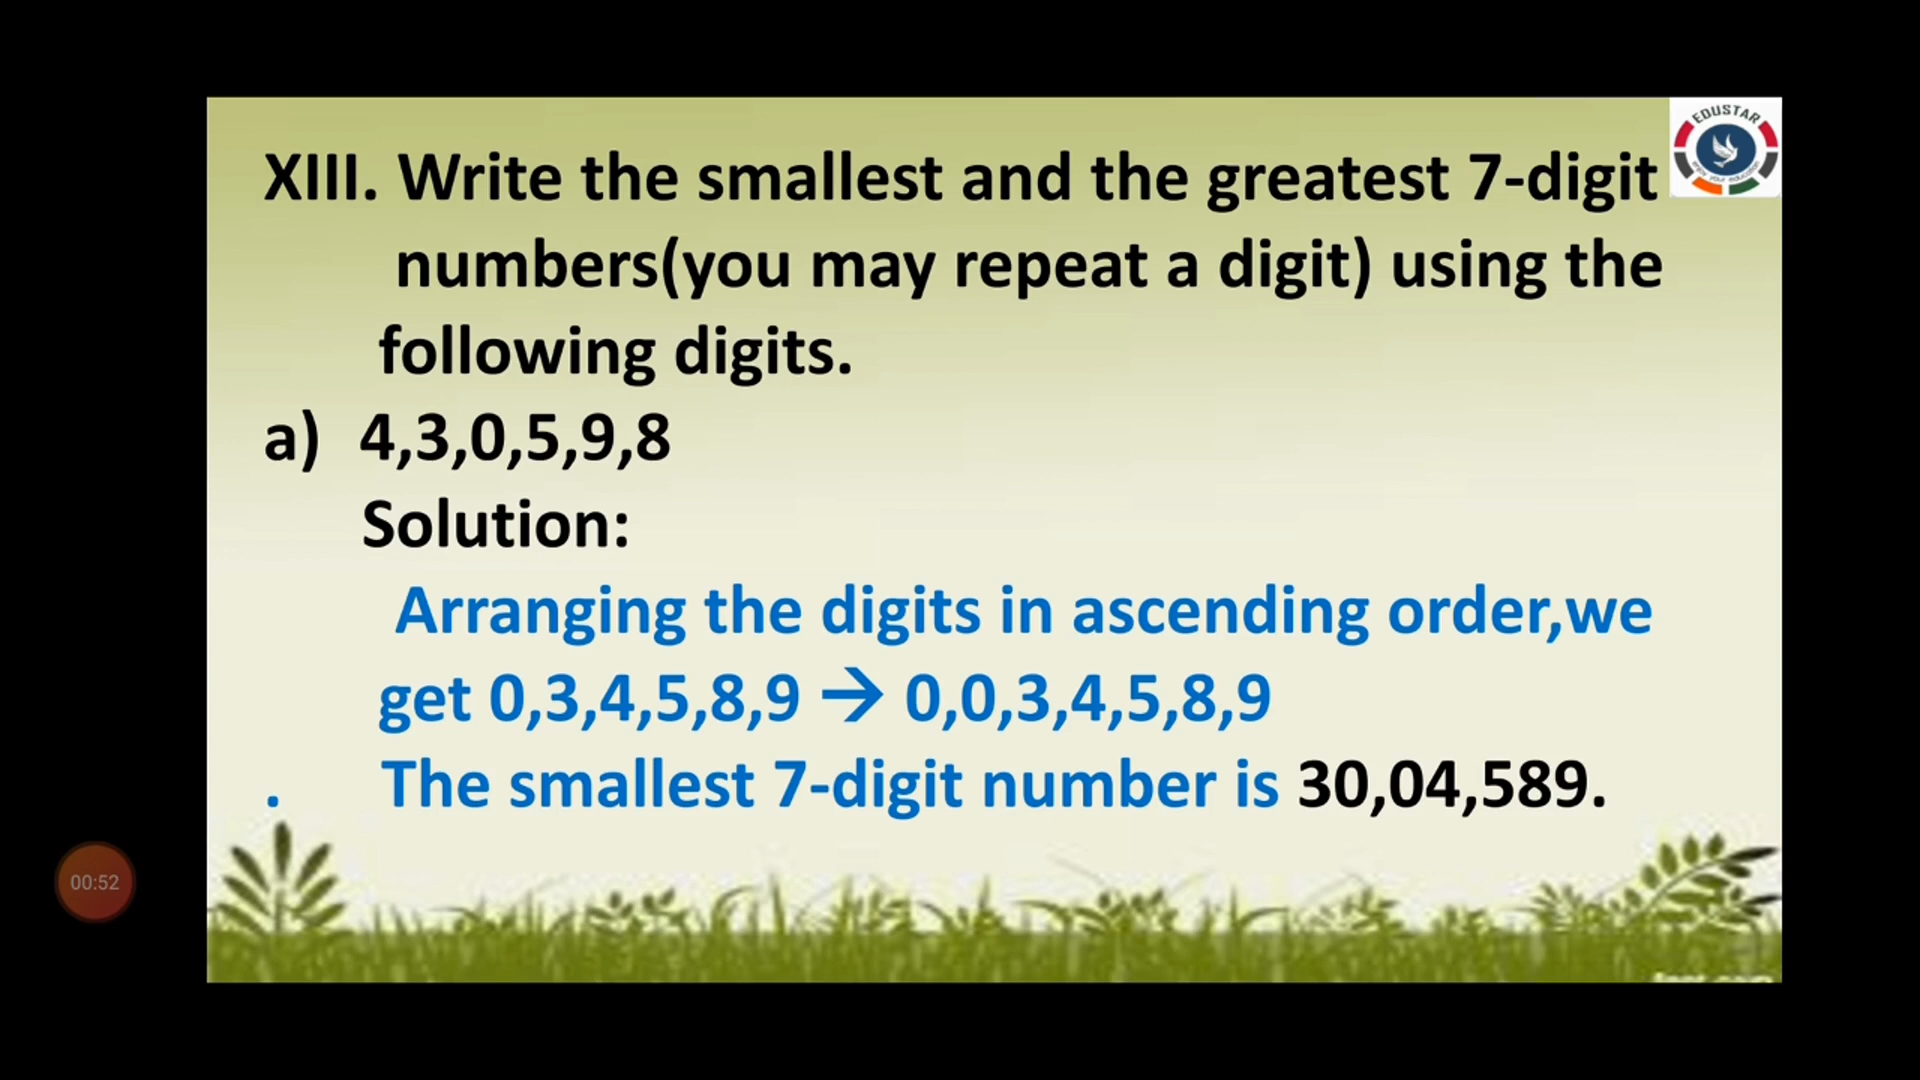 EDUSTAR
XIII. Write the smallest and the greatest 7-digit
numbers(you may repeat a digit) using the
following digits.
a) 4,3,0,5,9,8
Solution:
Arranging the digits in ascending order,we
get 0,3,4,5,8,9 → 0,0,3,4,5,8,9
. The smallest 7-digit number is 30,04,589.
00:52